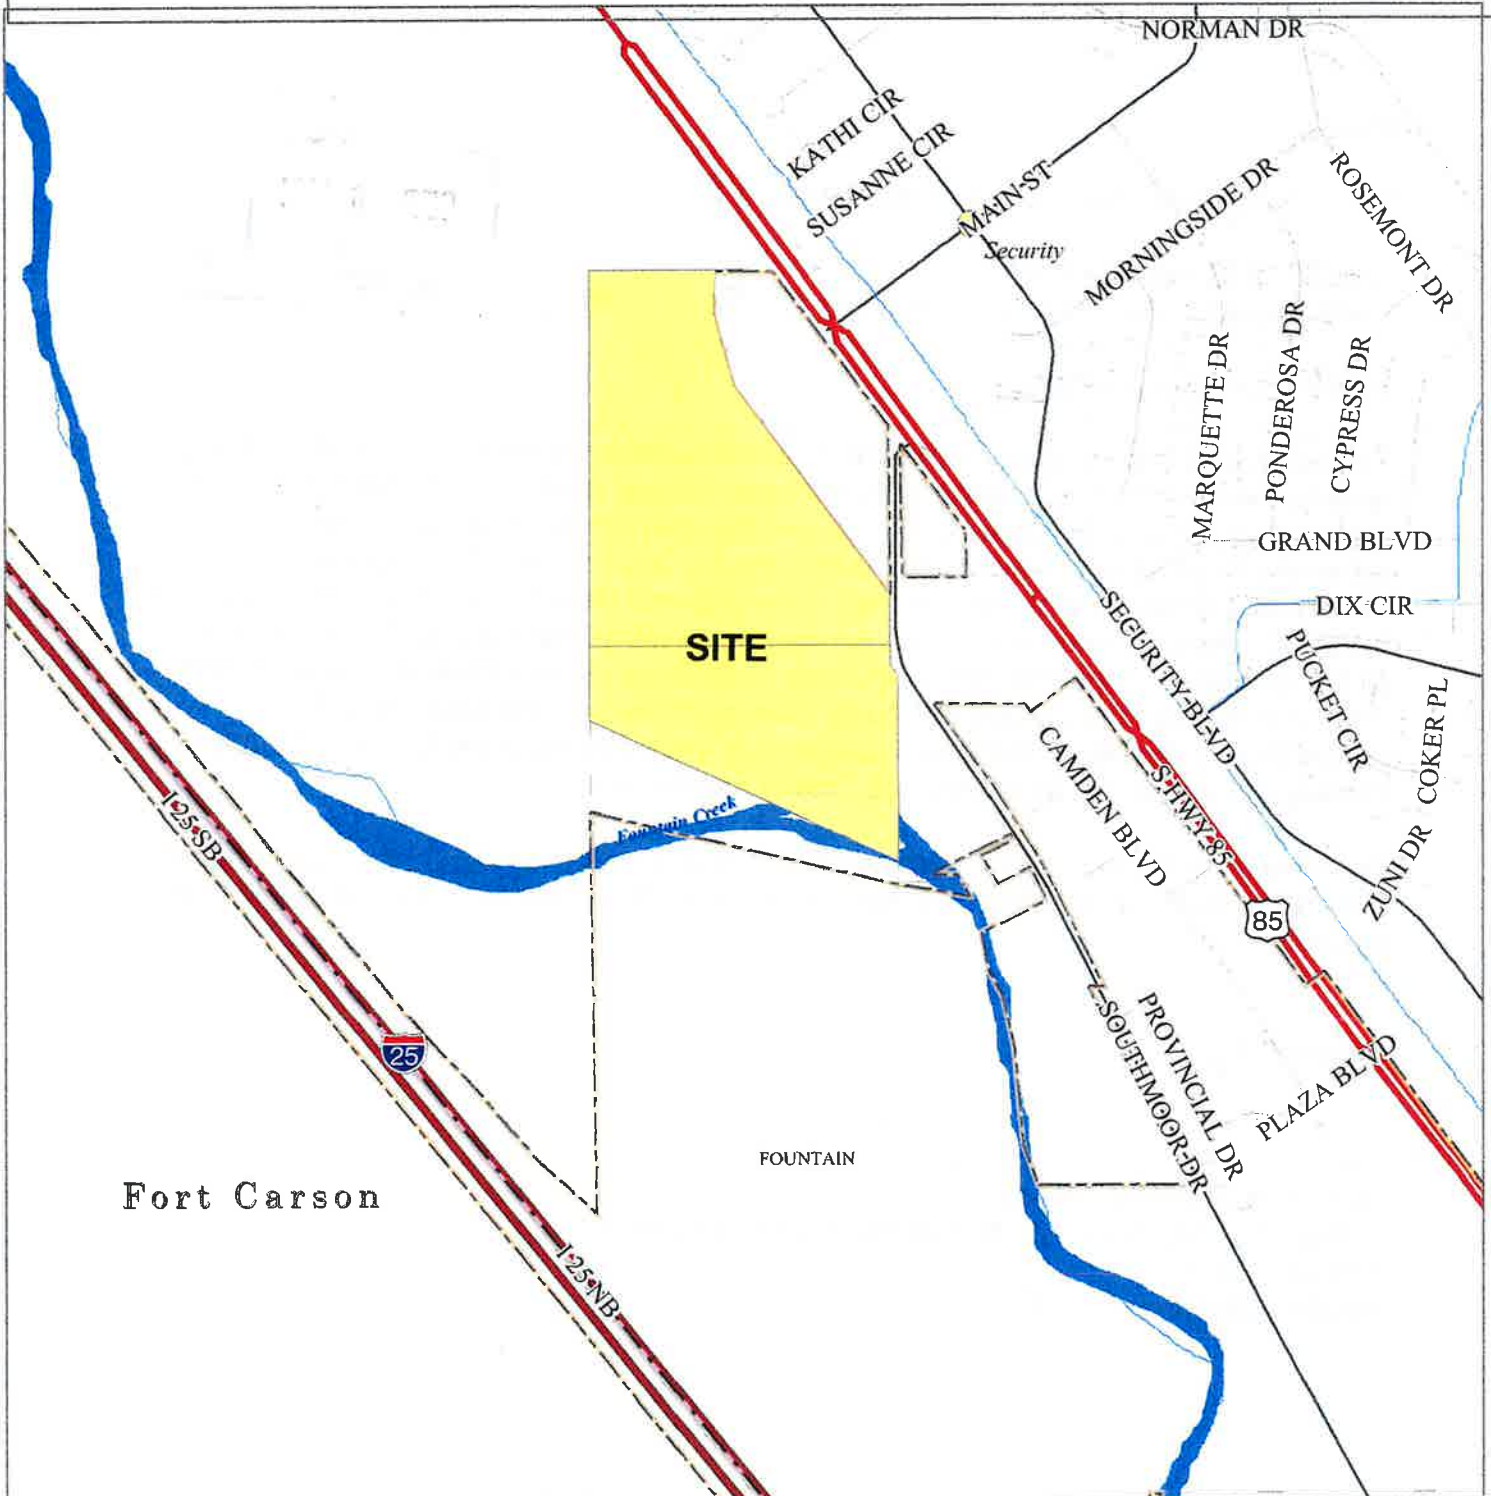 NORMAN DR
KATHI CIR
SUSANNE CIR
MAIN ST
Security
MORNINGSIDE DR
ROSEMONT DR
MARQUETTE DR
PONDEROSA DR
CYPRESS DR
GRAND BLVD
DIX CIR
SECURITY BLVD
PUCKET CIR
COKER PL
SITE
CAMDEN BLVD
S HWY 85
ZUNI DR
Fountain Creek
I-25 SB
85
25
PROVINCIAL DR
SOUTHMOOR DR
PLAZA BLVD
FOUNTAIN
Fort Carson
I-25 NB